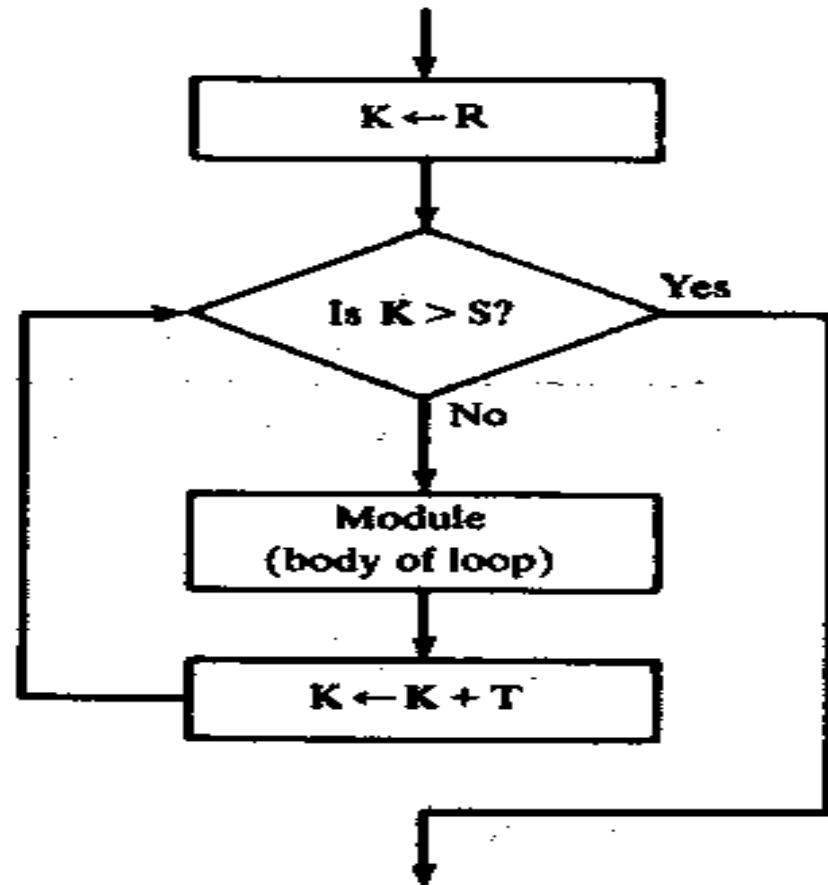 K ← R
Is K > S?
Yes
No
Module
(body of loop)
K ← K + T